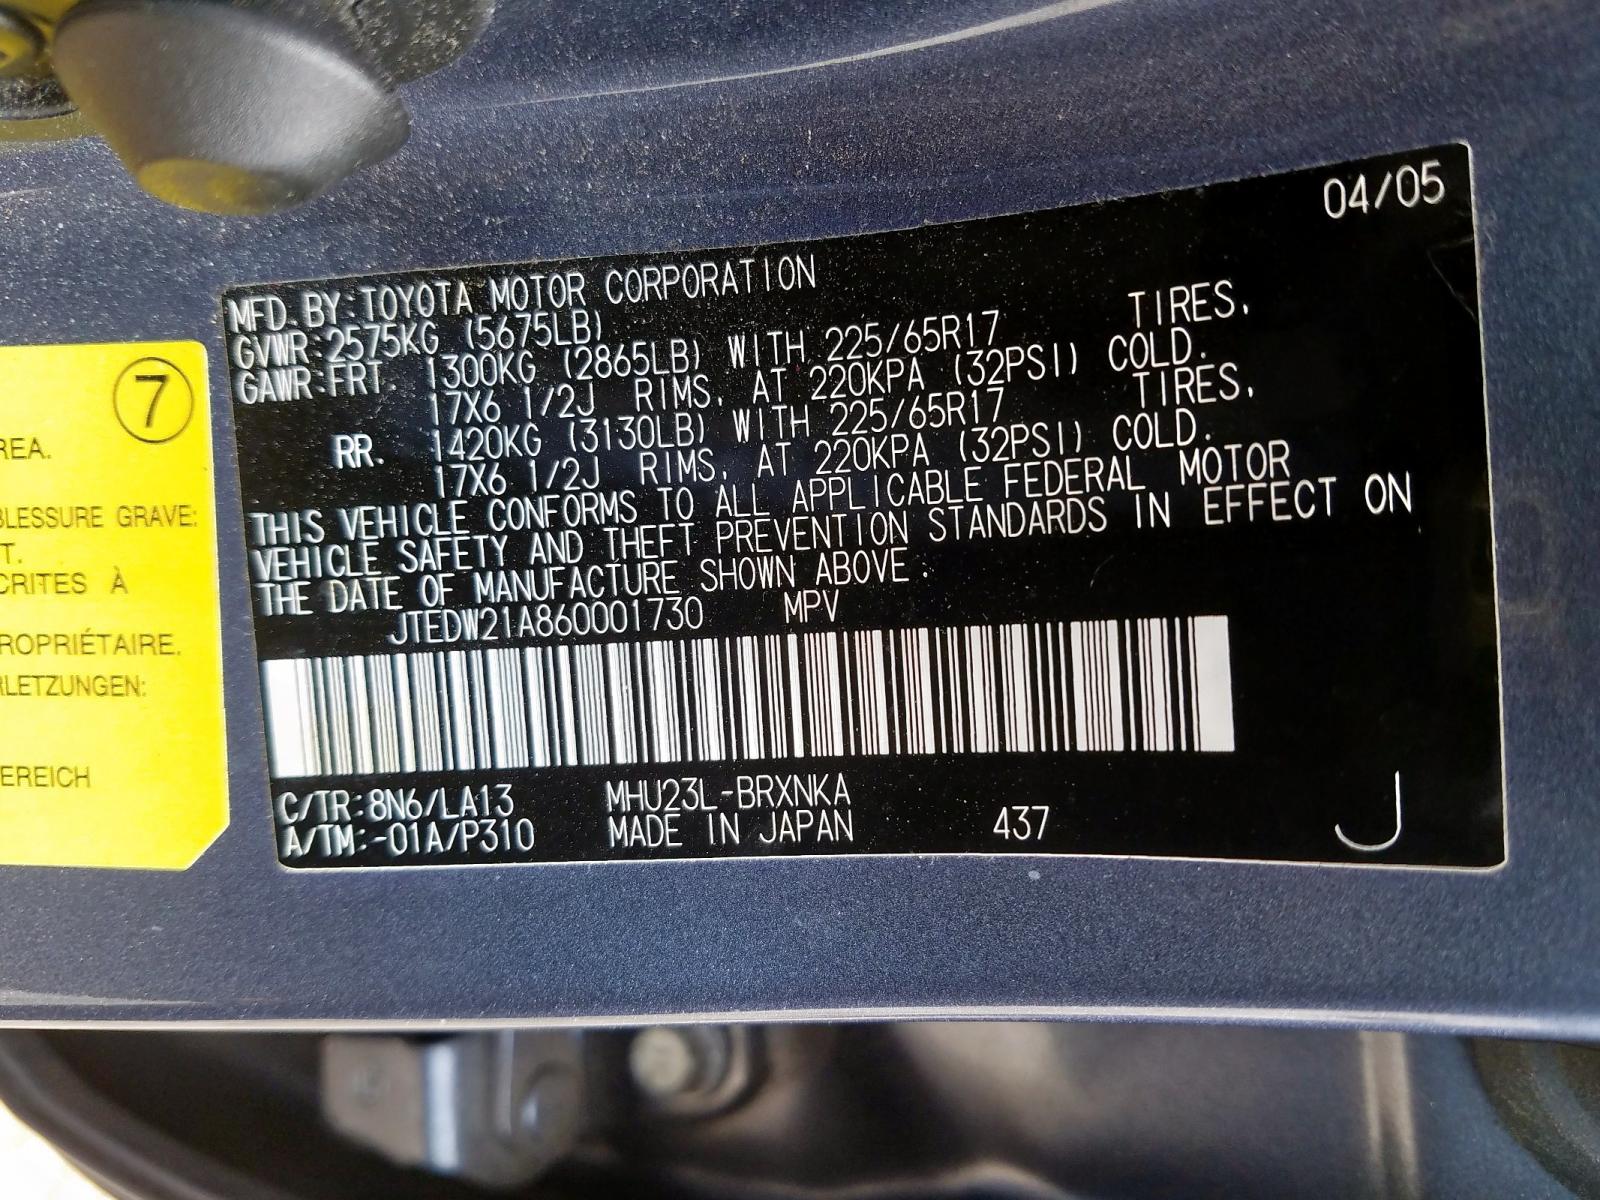 04/05
MFD. BY:TOYOTA MOTOR CORPORATION
GVWR:2575KG (5675LB)
GAWR:FRT. 1300KG (2865LB) WITH 225/65R17 TIRES,
17X6 1/2J RIMS, AT 220KPA (32PSI) COLD.
RR. 1420KG (3130LB) WITH 225/65R17 TIRES,
17X6 1/2J RIMS, AT 220KPA (32PSI) COLD.
THIS VEHICLE CONFORMS TO ALL APPLICABLE FEDERAL MOTOR
VEHICLE SAFETY AND THEFT PREVENTION STANDARDS IN EFFECT ON
THE DATE OF MANUFACTURE SHOWN ABOVE.
JTEDW21A860001730 MPV
C/TR:8N6/LA13 MHU23L-BRXNKA
A/TM:-01A/P310 MADE IN JAPAN 437 J
7
REA.
BLESSURE GRAVE:
T.
CRITES À
ROPRIÉTAIRE.
RLETZUNGEN:
EREICH